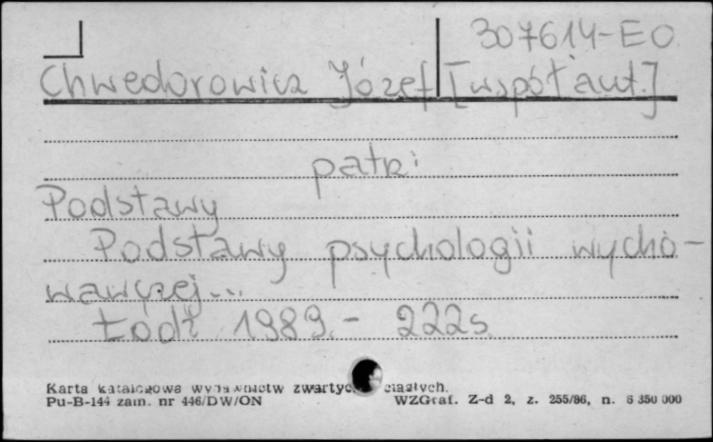 307614-EO
Chwedorowicz Józef [współaut.]
patrz:
Podstawy
Podstawy psychologii wycho-
wawczej...
Łódź 1989.- 222s.
Karta katalogowa wydawnictw zwartych ciągłych.
Pu-B-144 zam. nr 446/DW/ON WZGraf. Z-d 2, z. 255/86, n. 6 350 000